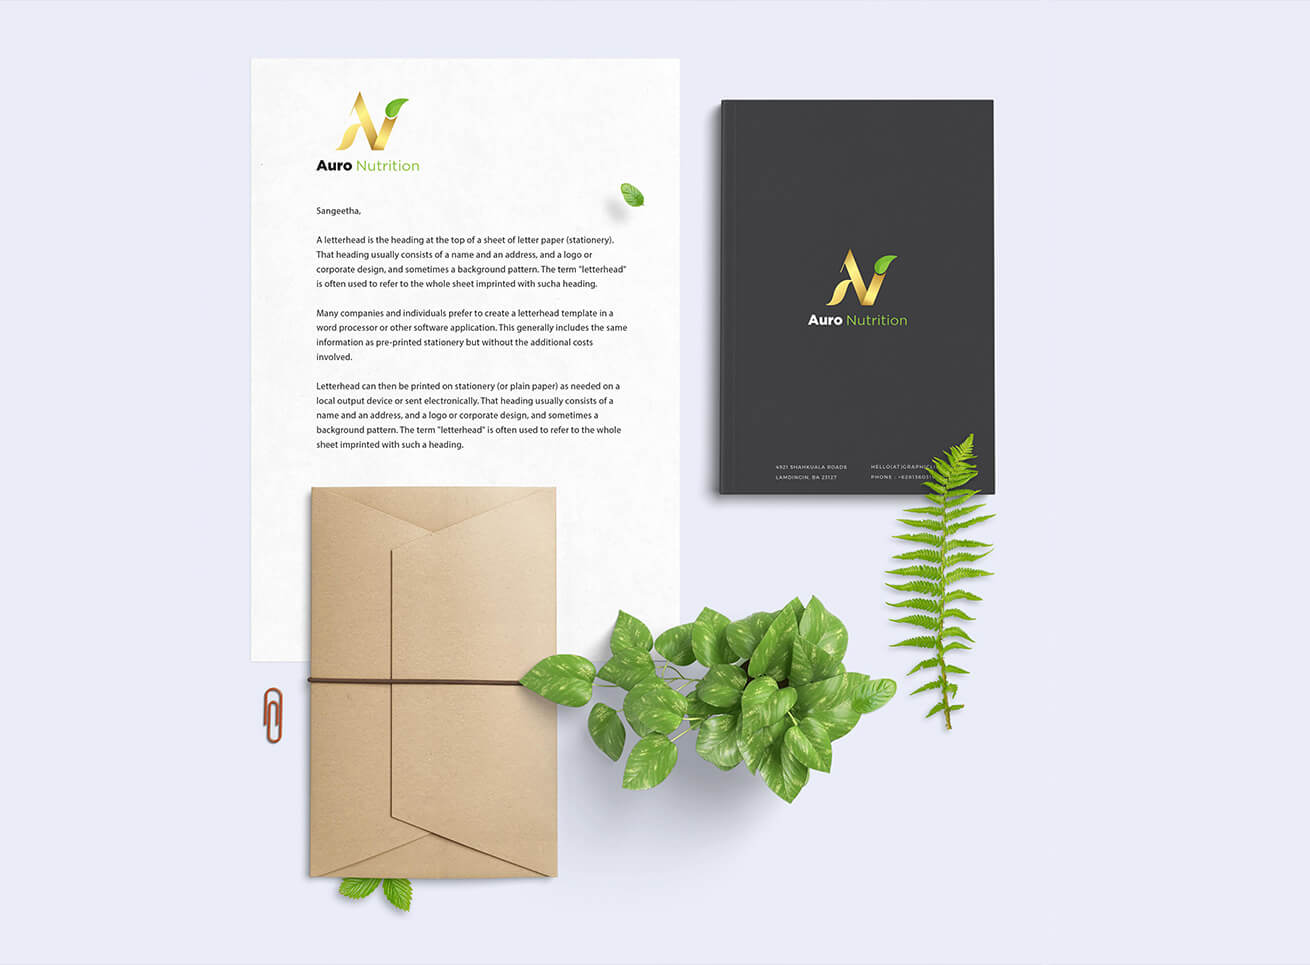 Auro Nutrition
Sangeetha,
A letterhead is the heading at the top of a sheet of letter paper (stationery).
That heading usually consists of a name and an address, and a logo or
corporate design, and sometimes a background pattern. The term "letterhead"
is often used to refer to the whole sheet imprinted with sucha heading.
Many companies and individuals prefer to create a letterhead template in a
word processor or other software application. This generally includes the same
information as pre-printed stationery but without the additional costs
involved.
Letterhead can then be printed on stationery (or plain paper) as needed on a
local output device or sent electronically. That heading usually consists of a
name and an address, and a logo or corporate design, and sometimes a
background pattern. The term "letterhead" is often used to refer to the whole
sheet imprinted with such a heading.
Auro Nutrition
4921 SHAHKUALA ROADS
LAMDINCIN, BA 23127
PHONE :